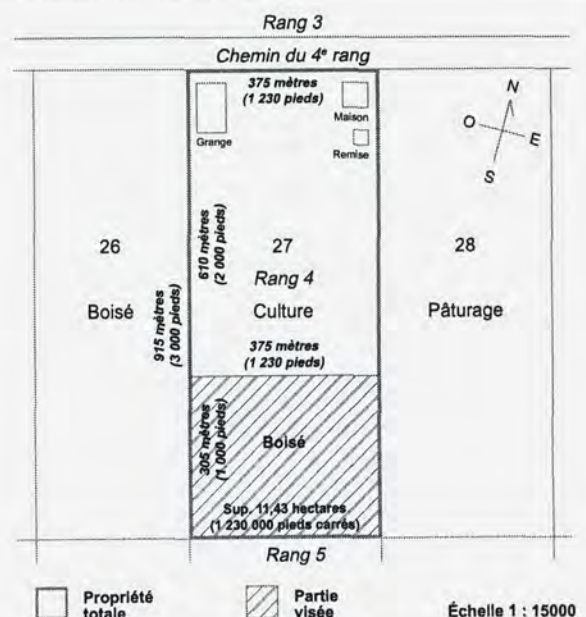 Rang 3
Chemin du 4e rang
375 mètres
(1 230 pieds)
Grange
Maison
Remise
N
O
E
S
610 mètres
(2 000 pieds)
915 mètres
(3 000 pieds)
26
Boisé
27
Rang 4
Culture
28
Pâturage
375 mètres
(1 230 pieds)
305 mètres
(1 000 pieds)
Boisé
Sup. 11,43 hectares
(1 230 000 pieds carrés)
Rang 5
Propriété
totale
Partie
visée
Échelle 1 : 15000